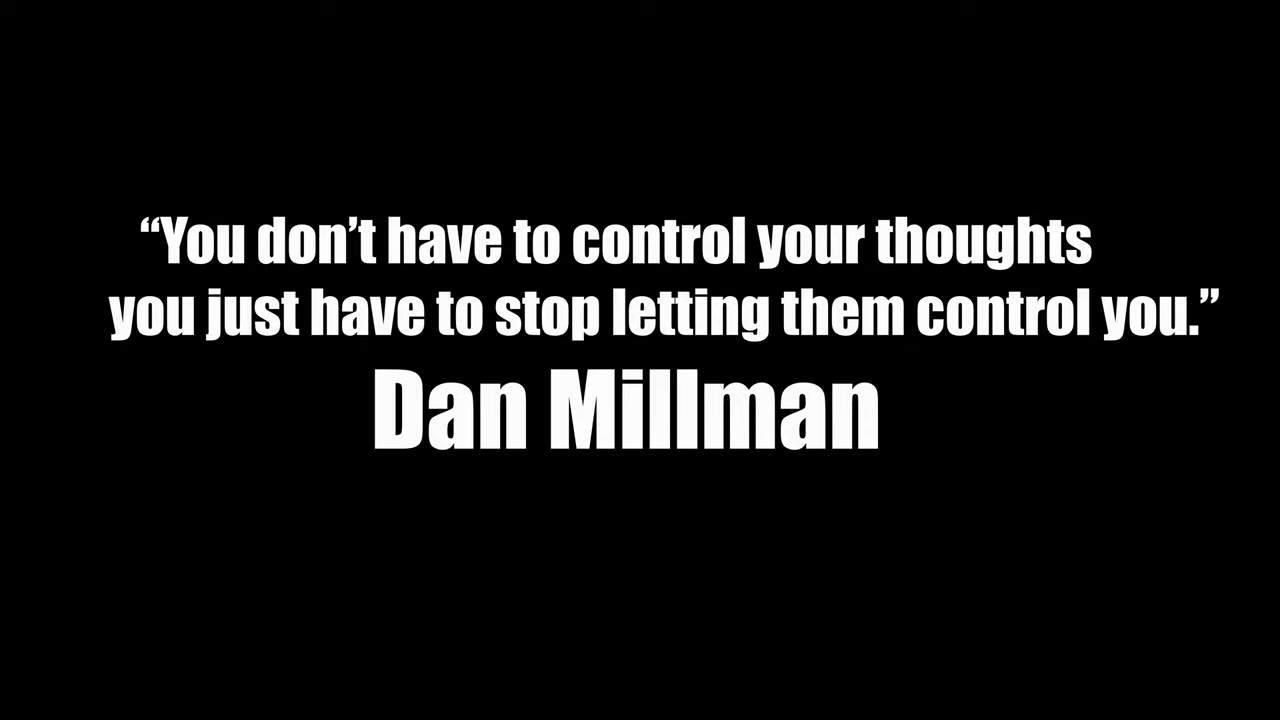 “You don’t have to control your thoughts
you just have to stop letting them control you.”
Dan Millman